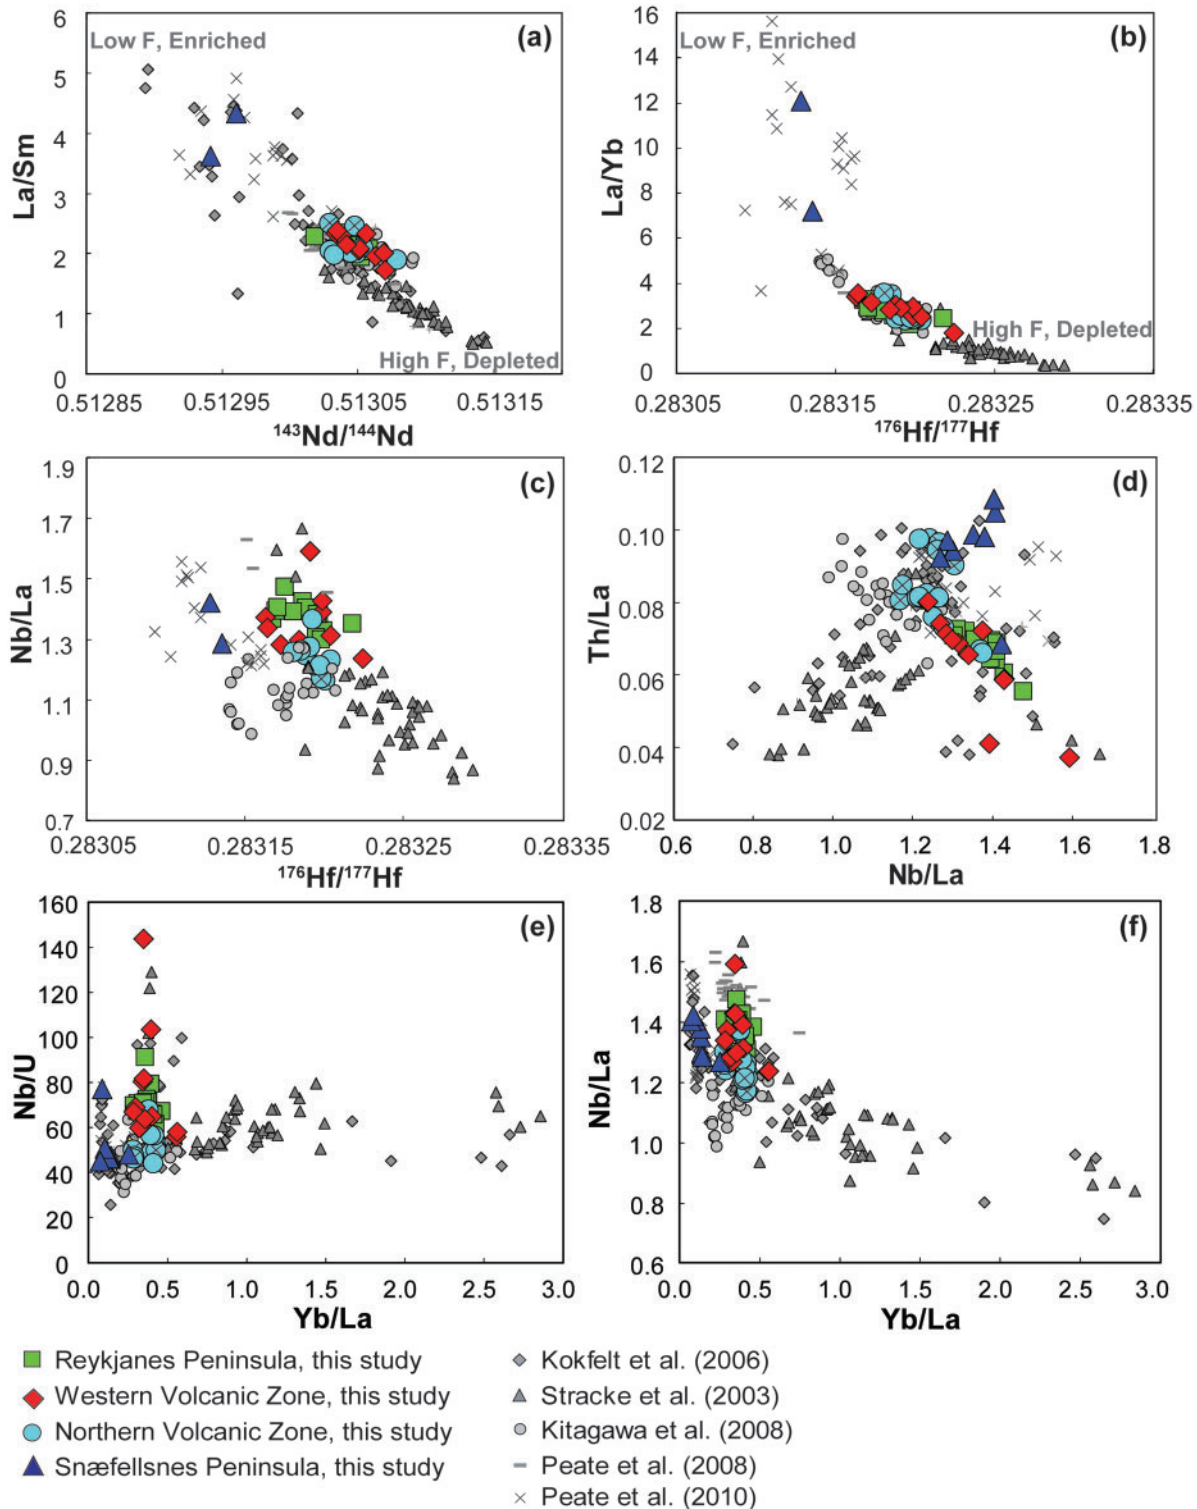 (a)
Low F, Enriched
High F, Depleted
La/Sm
6
5
4
3
2
1
0
0.51285
0.51295
0.51305
0.51315
¹⁴³Nd/¹⁴⁴Nd
(b)
Low F, Enriched
High F, Depleted
La/Yb
16
14
12
10
8
6
4
2
0
0.28305
0.28315
0.28325
0.28335
¹⁷⁶Hf/¹⁷⁷Hf
(c)
Nb/La
1.9
1.7
1.5
1.3
1.1
0.9
0.7
0.28305
0.28315
0.28325
0.28335
¹⁷⁶Hf/¹⁷⁷Hf
(d)
Th/La
0.12
0.10
0.08
0.06
0.04
0.02
0.6
0.8
1.0
1.2
1.4
1.6
1.8
Nb/La
(e)
Nb/U
160
140
120
100
80
60
40
20
0
0.0
0.5
1.0
1.5
2.0
2.5
3.0
Yb/La
(f)
Nb/La
1.8
1.6
1.4
1.2
1.0
0.8
0.6
0.0
0.5
1.0
1.5
2.0
2.5
3.0
Yb/La
Reykjanes Peninsula, this study
Western Volcanic Zone, this study
Northern Volcanic Zone, this study
Snæfellsnes Peninsula, this study
Kokfelt et al. (2006)
Stracke et al. (2003)
Kitagawa et al. (2008)
Peate et al. (2008)
Peate et al. (2010)